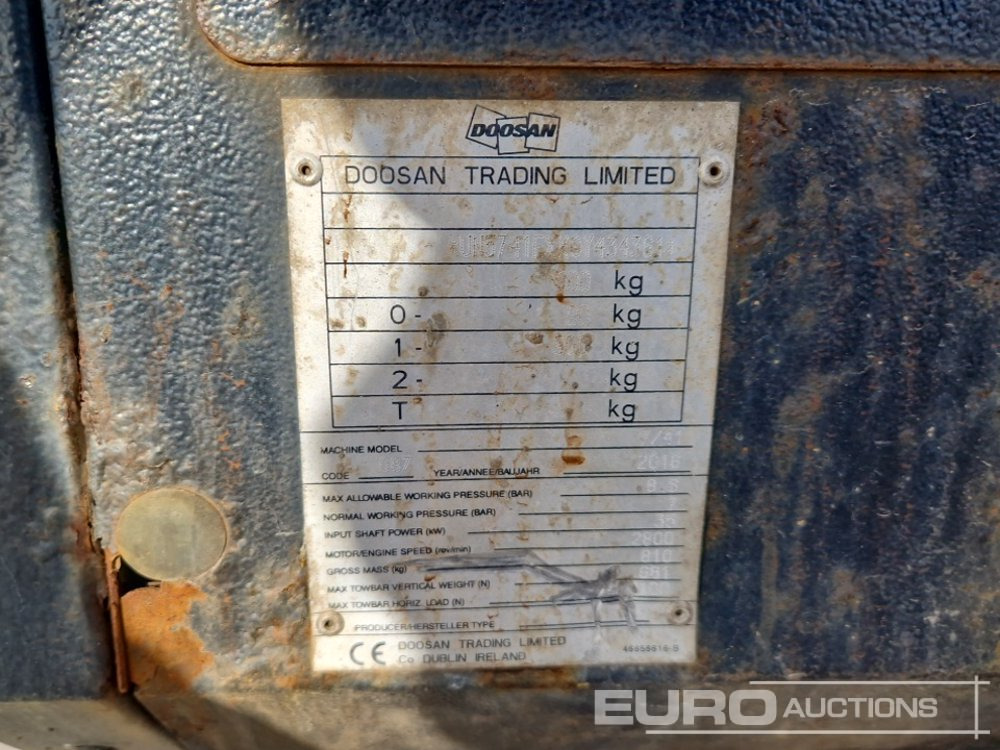 DOOSAN
DOOSAN TRADING LIMITED
kg
0- kg
1- kg
2- kg
T kg
MACHINE MODEL
CODE YEAR/ANNEE/BAUJAHR
MAX ALLOWABLE WORKING PRESSURE (BAR)
NORMAL WORKING PRESSURE (BAR)
INPUT SHAFT POWER (kW)
MOTOR/ENGINE SPEED (rev/min) 2800
GROSS MASS (kg) 810
MAX TOWBAR VERTICAL WEIGHT (N)
MAX TOWBAR HORIZ. LOAD (N)
PRODUCER/HERSTELLER TYPE
CE DOOSAN TRADING LIMITED
Co DUBLIN IRELAND
EURO AUCTIONS